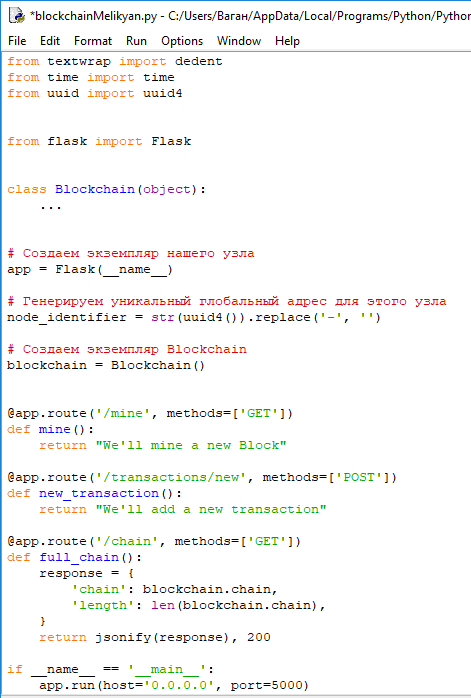 *blockchainMelikyan.py - C:/Users/Ваган/AppData/Local/Programs/Python/Python
File Edit Format Run Options Window Help
from textwrap import dedent
from time import time
from uuid import uuid4
from flask import Flask
class Blockchain(object):
    ...
# Создаем экземпляр нашего узла
app = Flask(__name__)
# Генерируем уникальный глобальный адрес для этого узла
node_identifier = str(uuid4()).replace('-', '')
# Создаем экземпляр Blockchain
blockchain = Blockchain()
@app.route('/mine', methods=['GET'])
def mine():
    return "We'll mine a new Block"
@app.route('/transactions/new', methods=['POST'])
def new_transaction():
    return "We'll add a new transaction"
@app.route('/chain', methods=['GET'])
def full_chain():
    response = {
        'chain': blockchain.chain,
        'length': len(blockchain.chain),
    }
    return jsonify(response), 200
if __name__ == '__main__':
    app.run(host='0.0.0.0', port=5000)